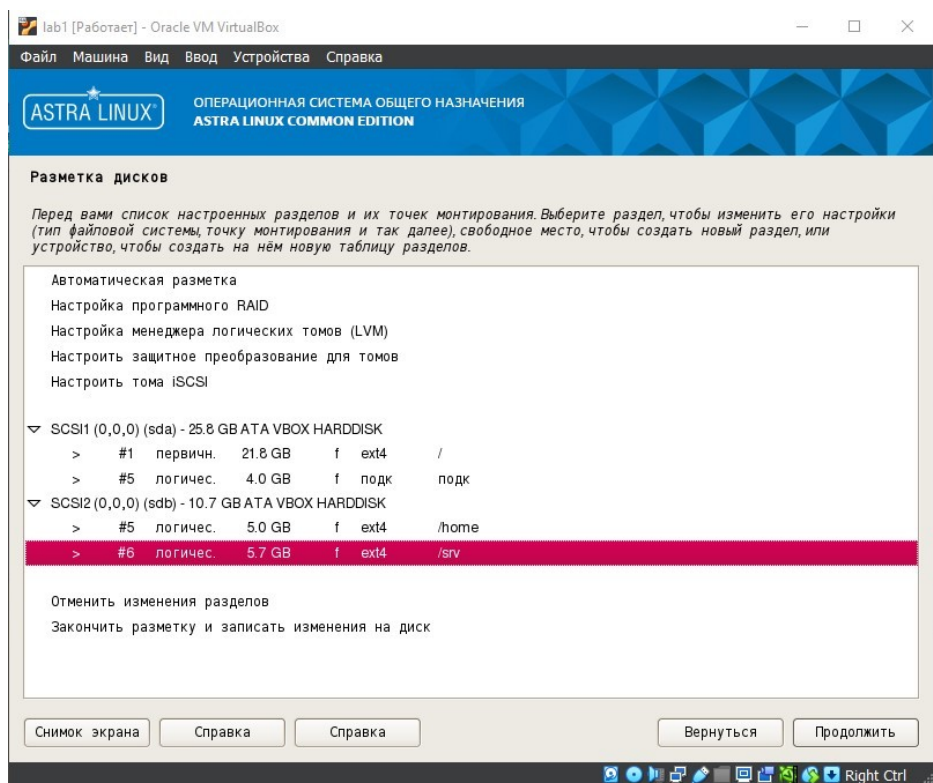 lab1 [Работает] - Oracle VM VirtualBox
Файл Машина Вид Ввод Устройства Справка
ASTRA LINUX®
ОПЕРАЦИОННАЯ СИСТЕМА ОБЩЕГО НАЗНАЧЕНИЯ
ASTRA LINUX COMMON EDITION
Разметка дисков
Перед вами список настроенных разделов и их точек монтирования. Выберите раздел, чтобы изменить его настройки
(тип файловой системы, точку монтирования и так далее), свободное место, чтобы создать новый раздел, или
устройство, чтобы создать на нём новую таблицу разделов.
Автоматическая разметка
Настройка программного RAID
Настройка менеджера логических томов (LVM)
Настроить защитное преобразование для томов
Настроить тома iSCSI
SCSI1 (0,0,0) (sda) - 25.8 GB ATA VBOX HARDDISK
> #1 первичн. 21.8 GB f ext4 /
> #5 логичес. 4.0 GB f подк подк
SCSI2 (0,0,0) (sdb) - 10.7 GB ATA VBOX HARDDISK
> #5 логичес. 5.0 GB f ext4 /home
> #6 логичес. 5.7 GB f ext4 /srv
Отменить изменения разделов
Закончить разметку и записать изменения на диск
Снимок экрана Справка Справка Вернуться Продолжить
Right Ctrl